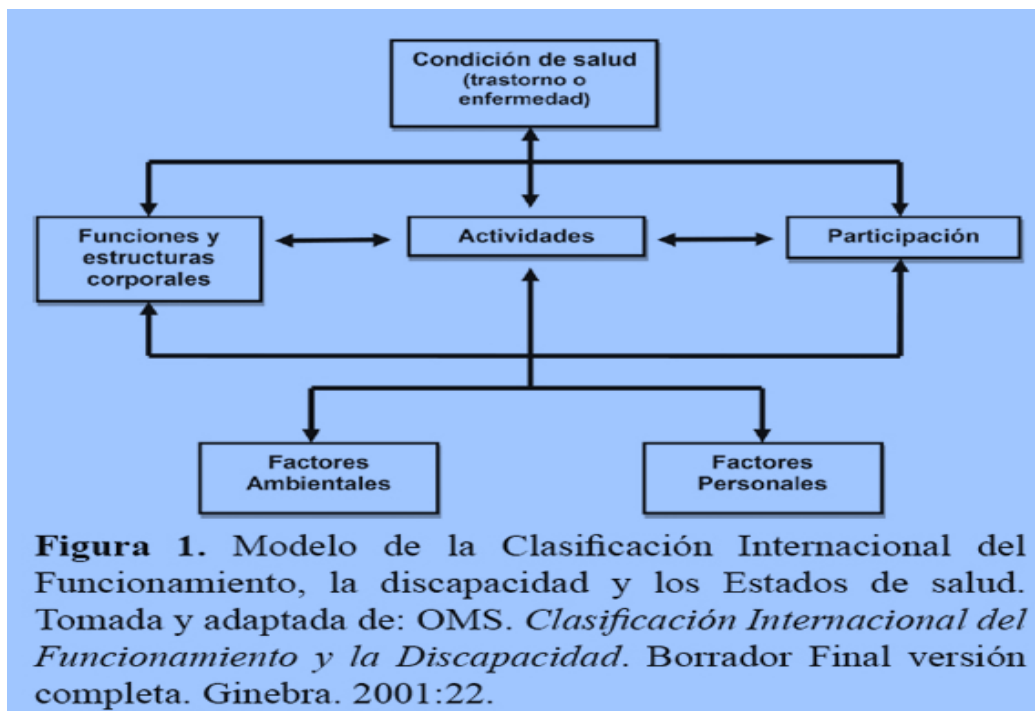 Condición de salud
(trastorno o
enfermedad)
Funciones y
estructuras
corporales
Actividades
Participación
Factores
Ambientales
Factores
Personales
Figura 1. Modelo de la Clasificación Internacional del
Funcionamiento, la discapacidad y los Estados de salud.
Tomada y adaptada de: OMS. Clasificación Internacional del
Funcionamiento y la Discapacidad. Borrador Final versión
completa. Ginebra. 2001:22.